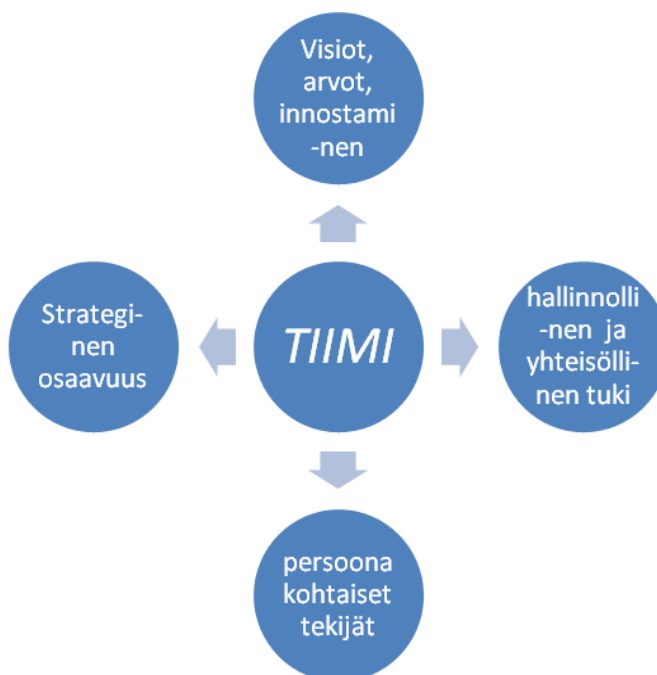 Visiot,
arvot,
innostami
-nen
Strategi-
nen
osaavuus
TIIMI
hallinnolli
-nen ja
yhteisölli-
nen tuki
persoona
kohtaiset
tekijät